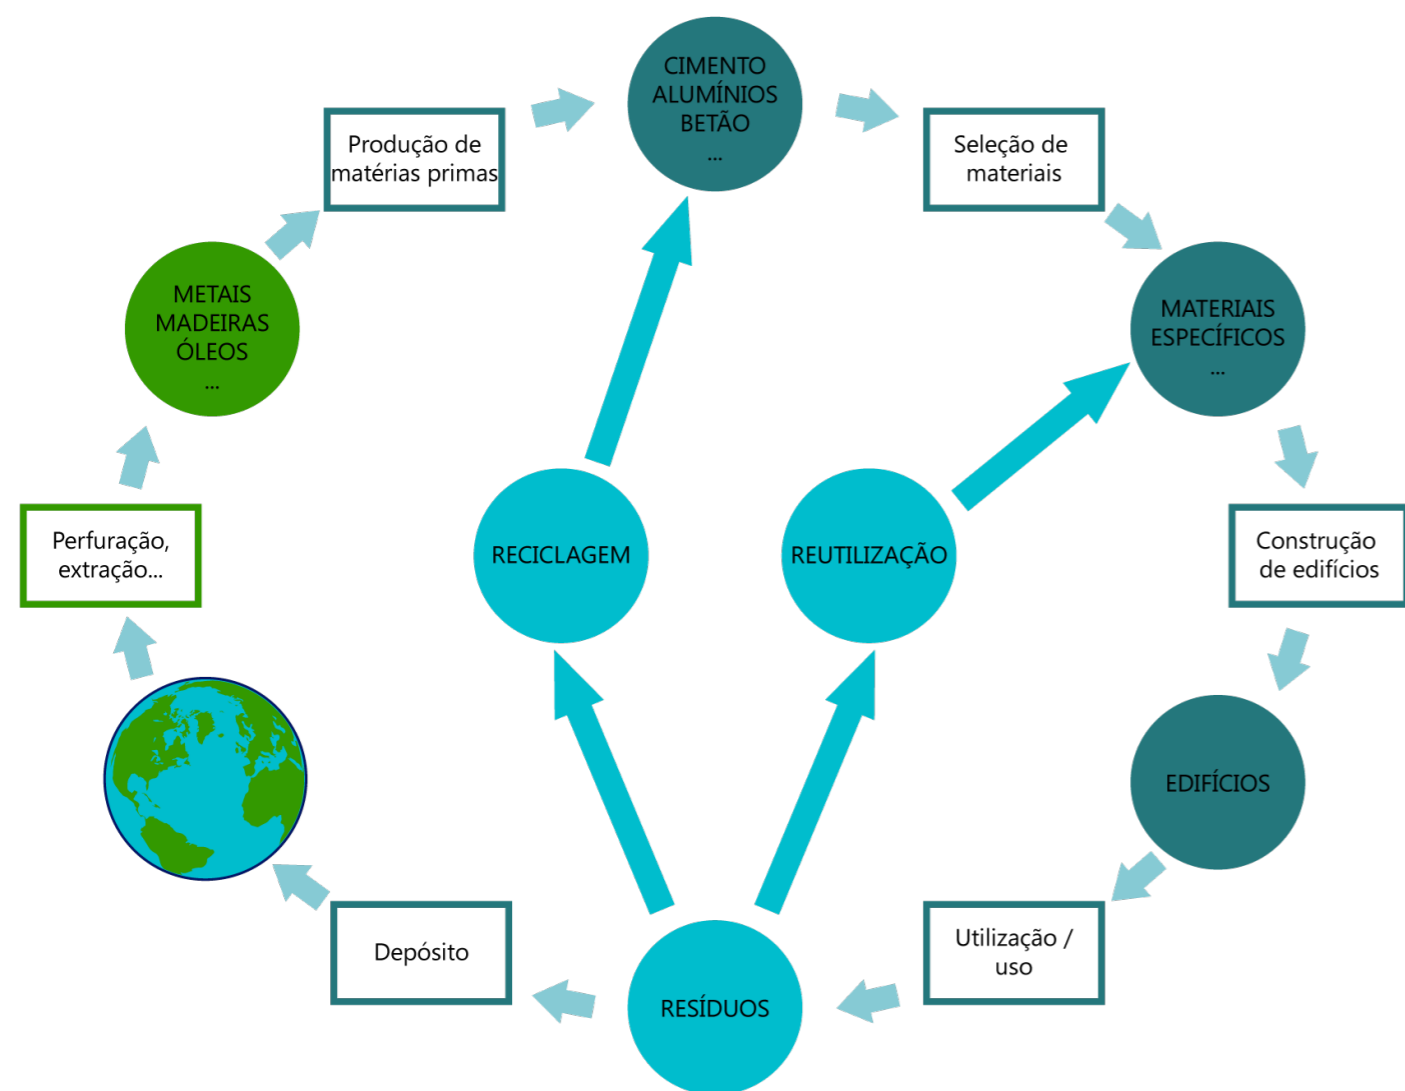 CIMENTO
ALUMÍNIOS
BETÃO
...
Produção de
matérias primas
Seleção de
materiais
METAIS
MADEIRAS
ÓLEOS
...
MATERIAIS
ESPECÍFICOS
...
Perfuração,
extração...
RECICLAGEM
REUTILIZAÇÃO
Construção
de edifícios
EDIFÍCIOS
Depósito
Utilização /
uso
RESÍDUOS